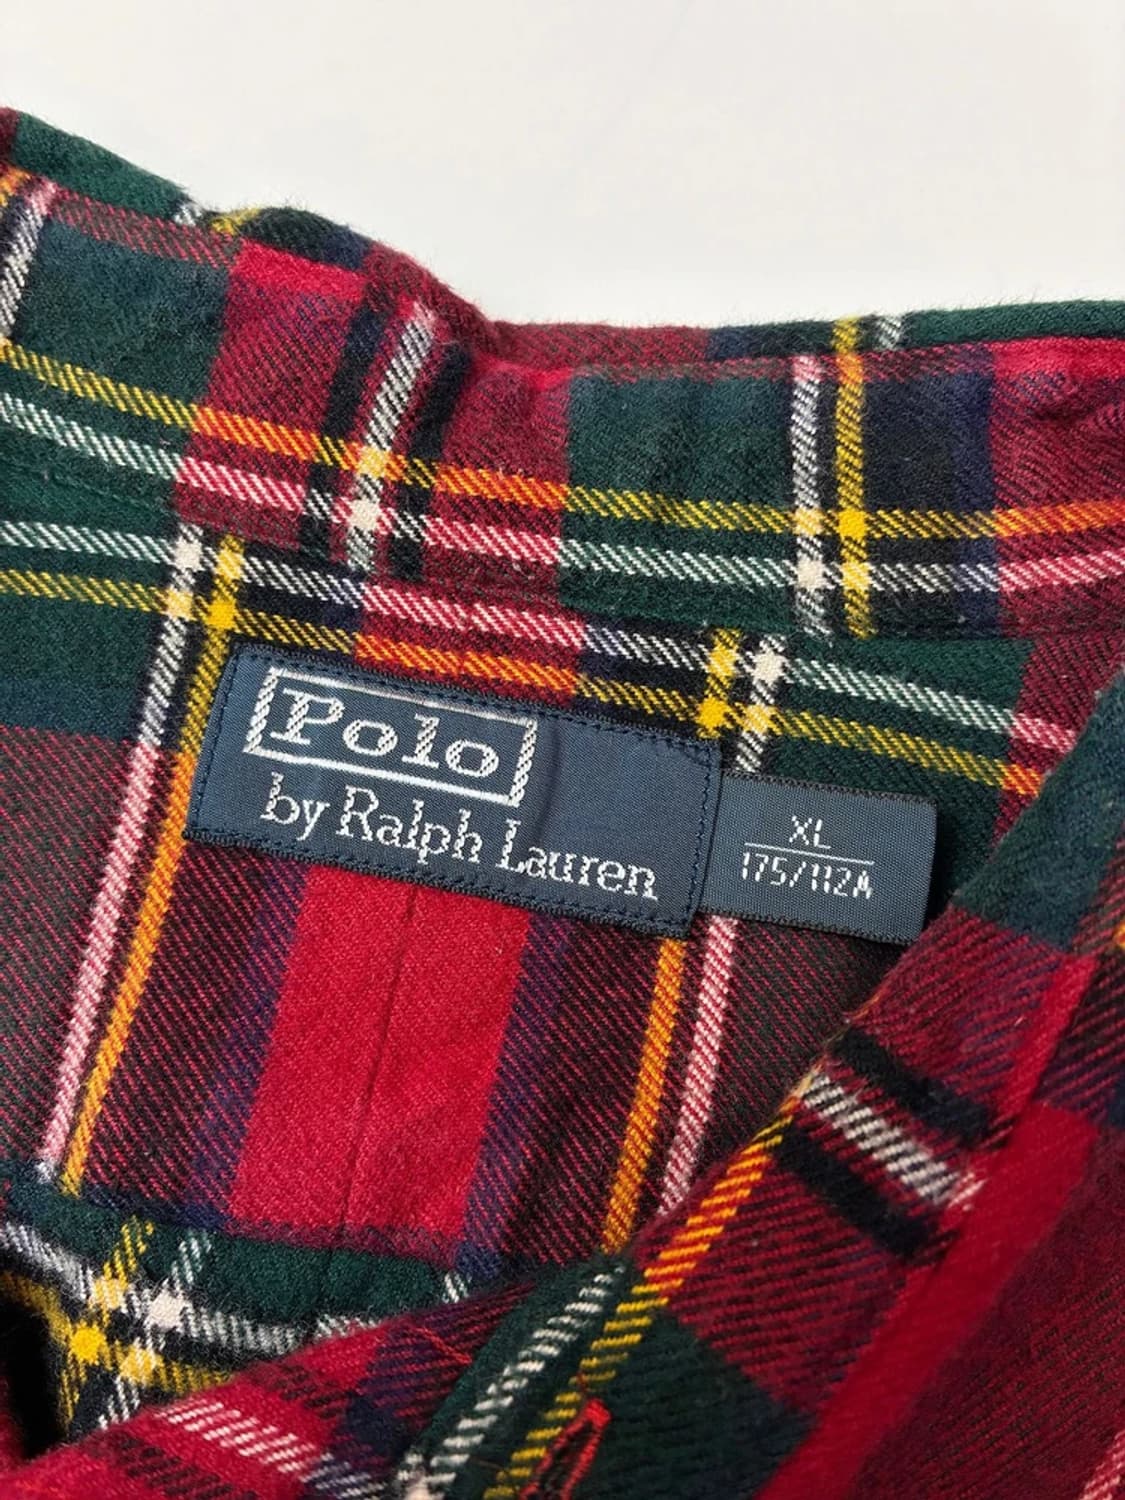 Polo
by Ralph Lauren
XL
175/112A